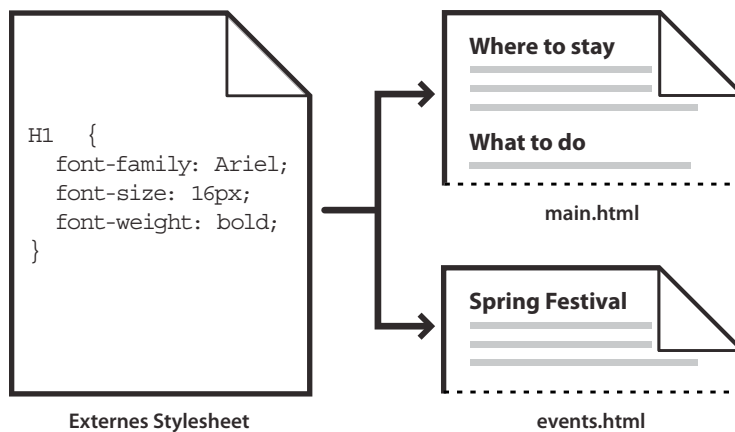 H1 {
font-family: Ariel;
font-size: 16px;
font-weight: bold;
}
Externes Stylesheet
Where to stay
What to do
main.html
Spring Festival
events.html